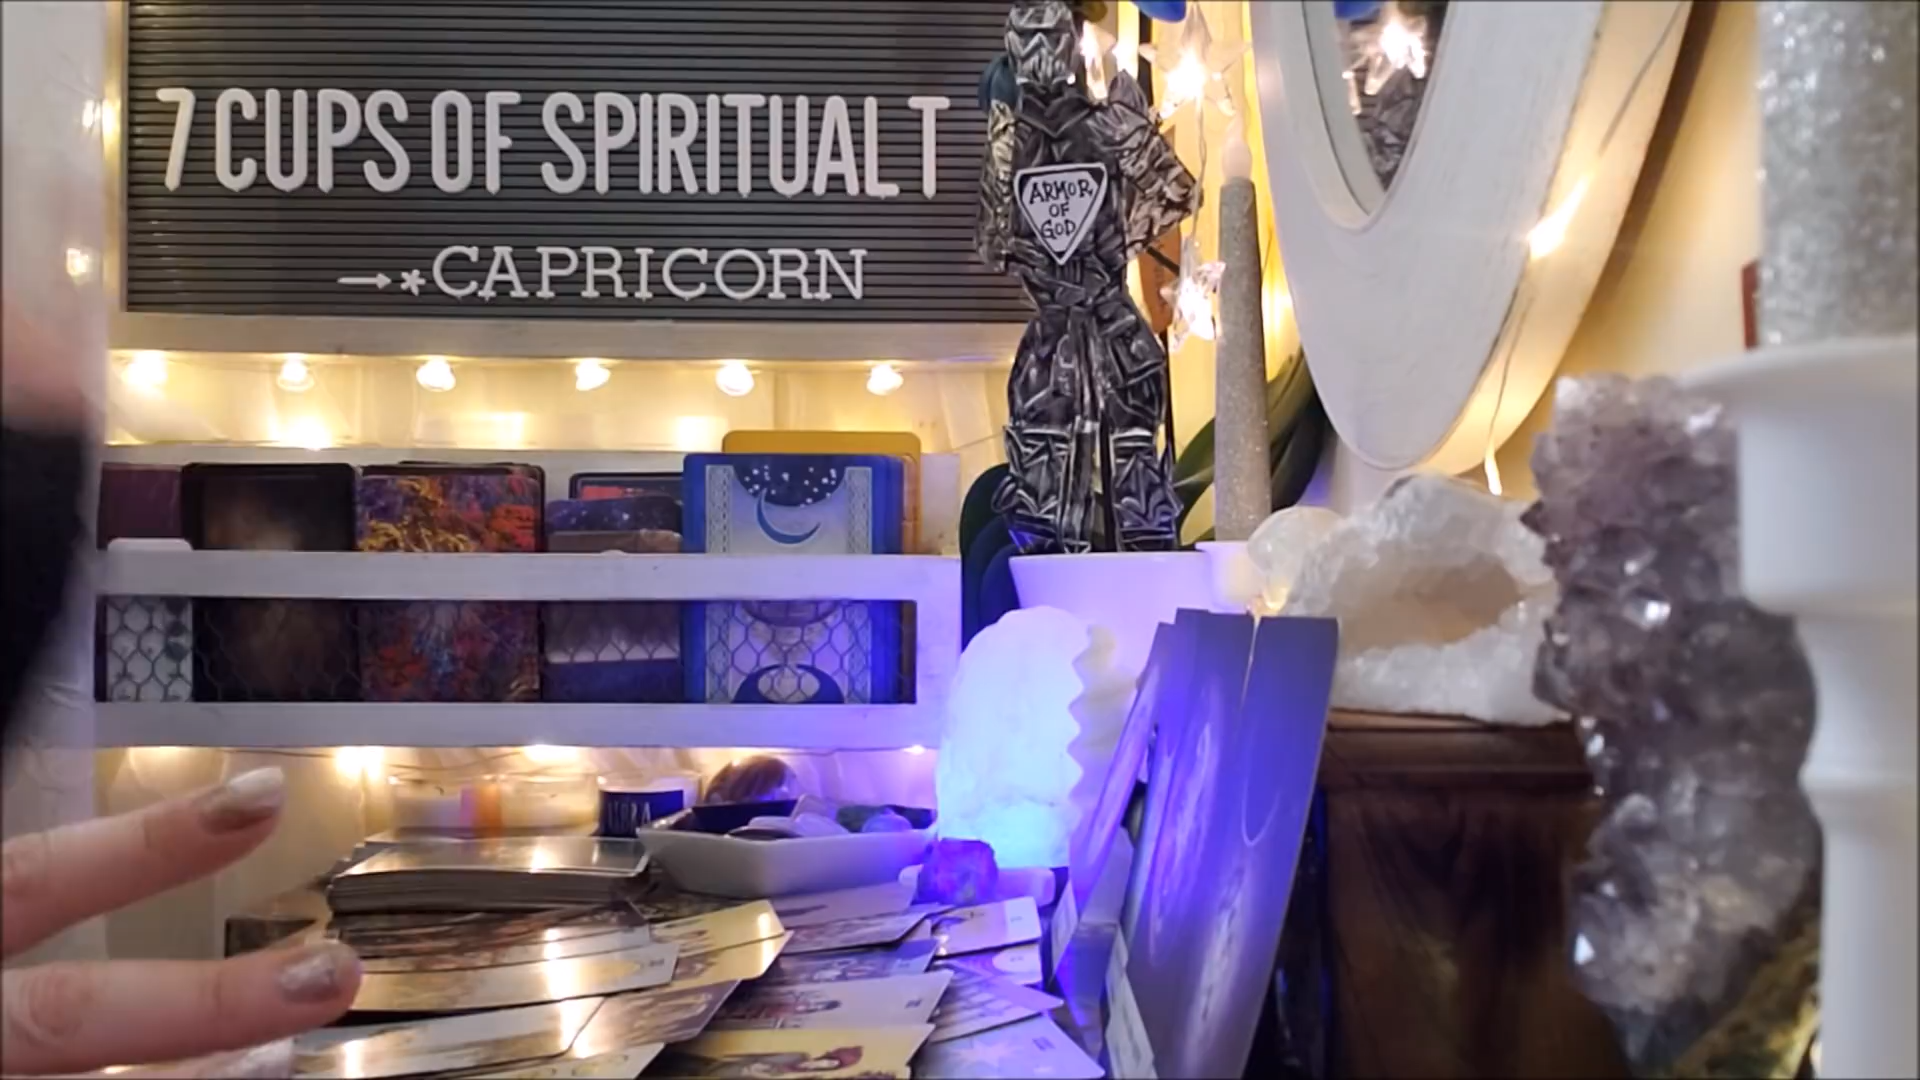 7 CUPS OF SPIRITUAL T
→*CAPRICORN
ARMOR
OF
GOD